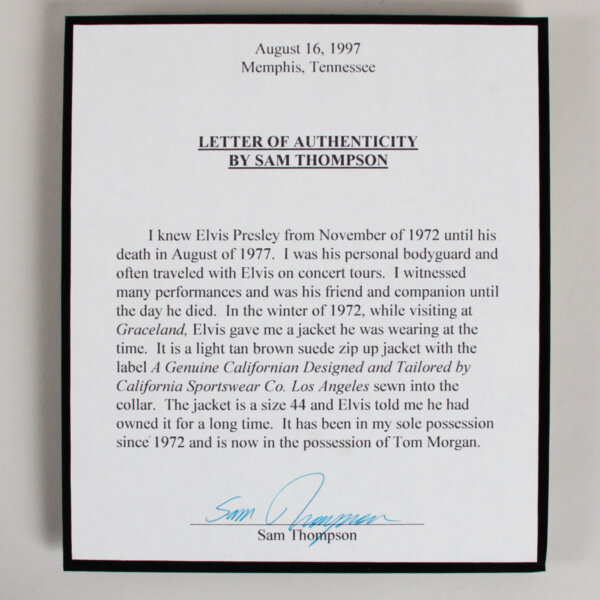 August 16, 1997
Memphis, Tennessee
LETTER OF AUTHENTICITY
BY SAM THOMPSON
I knew Elvis Presley from November of 1972 until his
death in August of 1977. I was his personal bodyguard and
often traveled with Elvis on concert tours. I witnessed
many performances and was his friend and companion until
the day he died. In the winter of 1972, while visiting at
Graceland, Elvis gave me a jacket he was wearing at the
time. It is a light tan brown suede zip up jacket with the
label A Genuine Californian Designed and Tailored by
California Sportswear Co. Los Angeles sewn into the
collar. The jacket is a size 44 and Elvis told me he had
owned it for a long time. It has been in my sole possession
since 1972 and is now in the possession of Tom Morgan.
Sam Thompson
Sam Thompson